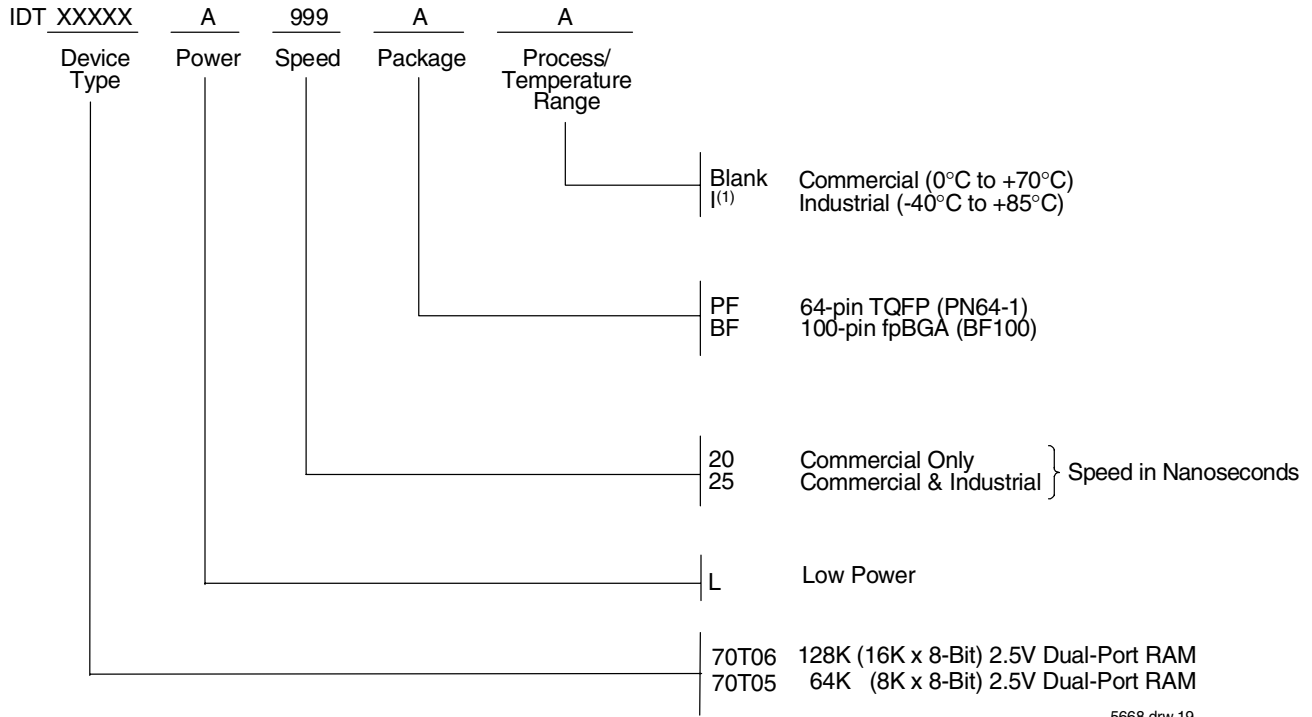 IDT XXXXX A 999 A A
Device Type Power Speed Package Process/ Temperature Range
Blank Commercial (0°C to +70°C)
I(1) Industrial (-40°C to +85°C)
PF 64-pin TQFP (PN64-1)
BF 100-pin fpBGA (BF100)
20 Commercial Only
25 Commercial & Industrial
Speed in Nanoseconds
L Low Power
70T06 128K (16K x 8-Bit) 2.5V Dual-Port RAM
70T05 64K (8K x 8-Bit) 2.5V Dual-Port RAM
5668 drw 19